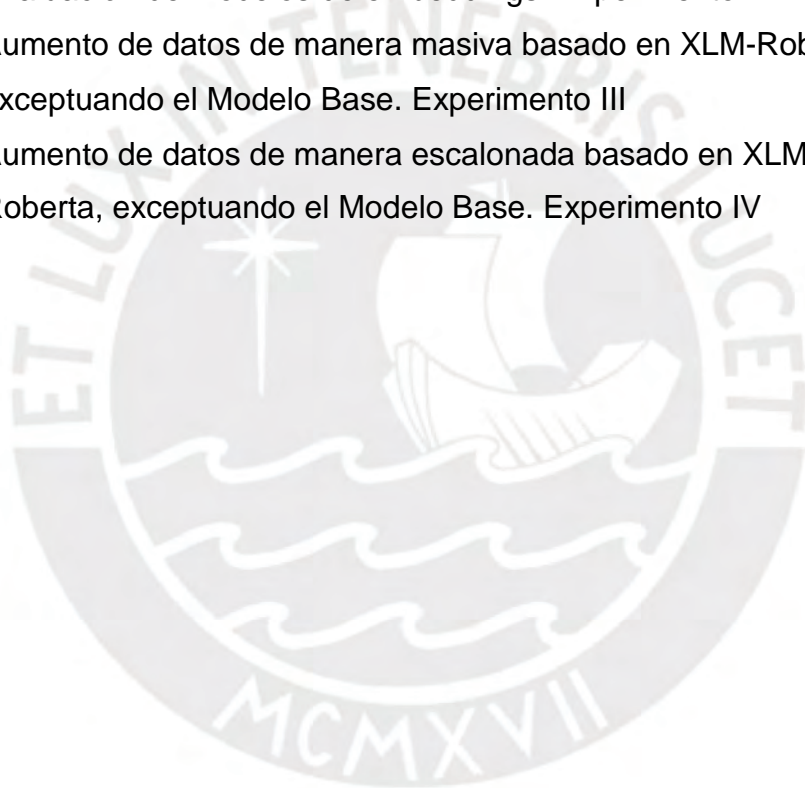 umento de datos de manera masiva basado en XLM-Rob
xceptuando el Modelo Base. Experimento III
umento de datos de manera escalonada basado en XLM
oberta, exceptuando el Modelo Base. Experimento IV
ET LUX IN TENEBRIS LUCET
MCMXVII